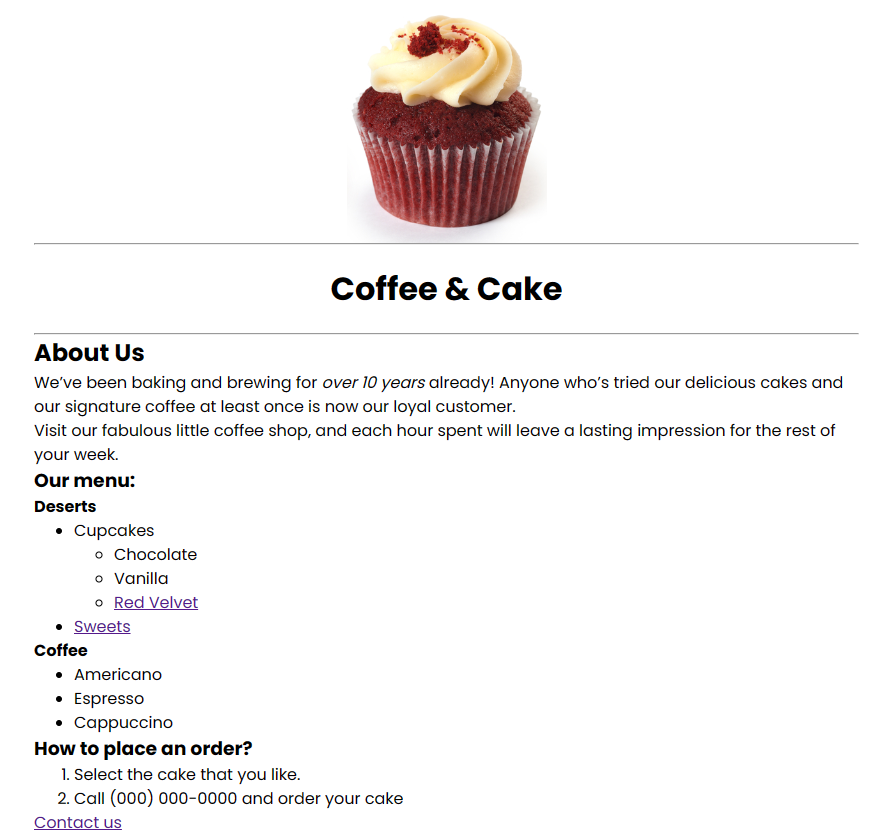 Coffee & Cake
About Us
We’ve been baking and brewing for over 10 years already! Anyone who’s tried our delicious cakes and
our signature coffee at least once is now our loyal customer.
Visit our fabulous little coffee shop, and each hour spent will leave a lasting impression for the rest of
your week.
Our menu:
Deserts
• Cupcakes
◦ Chocolate
◦ Vanilla
◦ Red Velvet
• Sweets
Coffee
• Americano
• Espresso
• Cappuccino
How to place an order?
1. Select the cake that you like.
2. Call (000) 000-0000 and order your cake
Contact us